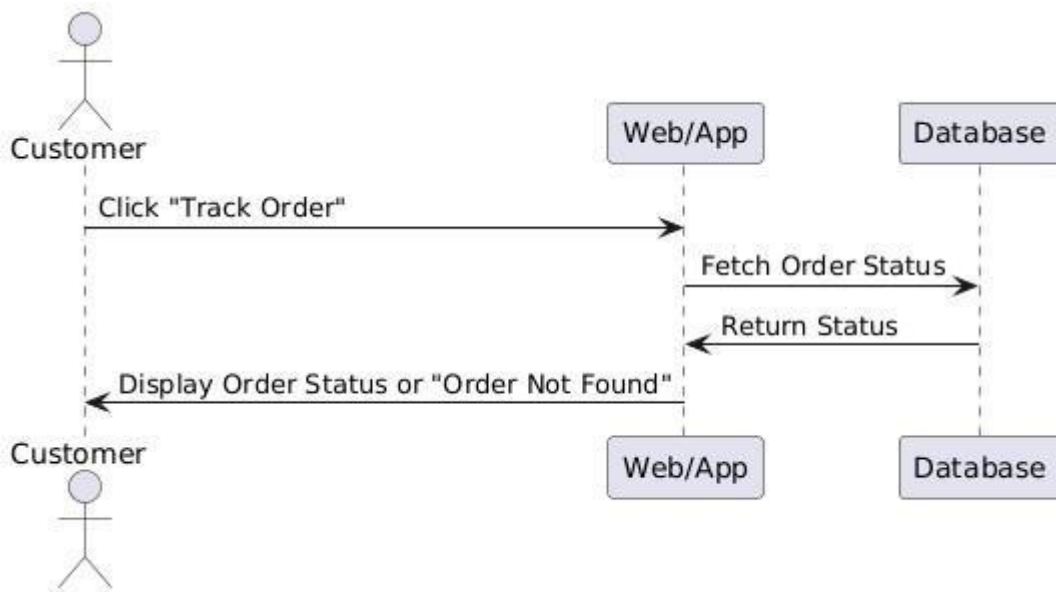 Customer
Web/App
Database
Click "Track Order"
Fetch Order Status
Return Status
Display Order Status or "Order Not Found"
Customer
Web/App
Database